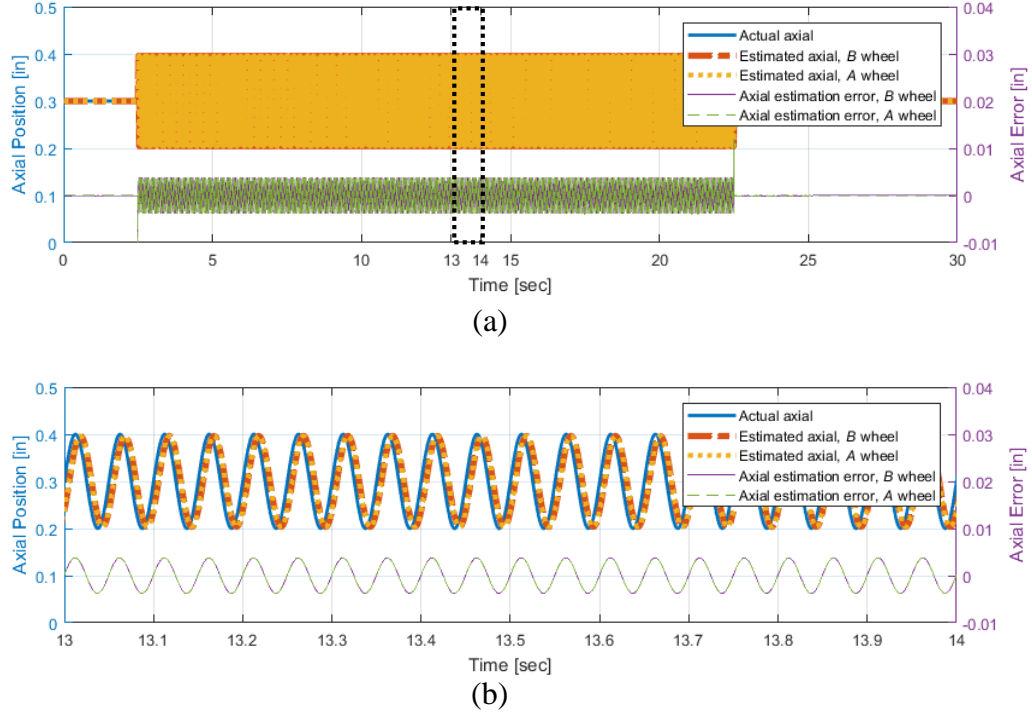 0.5
0.4
0.3
0.2
0.1
0
Axial Position [in]
0.04
0.03
0.02
0.01
0
-0.01
Axial Error [in]
Actual axial
Estimated axial, B wheel
Estimated axial, A wheel
Axial estimation error, B wheel
Axial estimation error, A wheel
0 5 10 13 14 15 20 25 30
Time [sec]
(a)
0.5
0.4
0.3
0.2
0.1
0
Axial Position [in]
0.04
0.03
0.02
0.01
0
-0.01
Axial Error [in]
Actual axial
Estimated axial, B wheel
Estimated axial, A wheel
Axial estimation error, B wheel
Axial estimation error, A wheel
13 13.1 13.2 13.3 13.4 13.5 13.6 13.7 13.8 13.9 14
Time [sec]
(b)